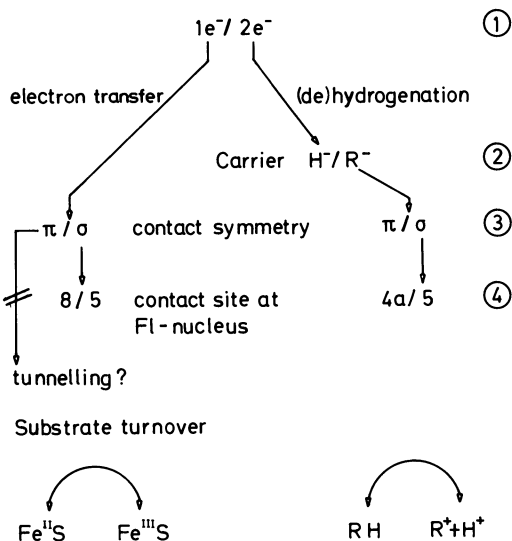 1e⁻/ 2e⁻ ①
electron transfer (de)hydrogenation
Carrier H⁻/R⁻ ②
π/σ contact symmetry π/σ ③
8/5 contact site at 4a/5 ④
Fl-nucleus
tunnelling?
Substrate turnover
FeᴵᴵS FeᴵᴵᴵS RH R⁺+H⁺